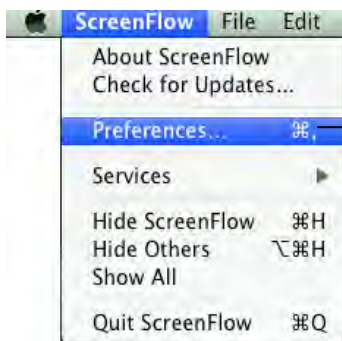 ScreenFlow File Edit
About ScreenFlow
Check for Updates...
Preferences... ⌘,
Services
Hide ScreenFlow ⌘H
Hide Others ⌥⌘H
Show All
Quit ScreenFlow ⌘Q